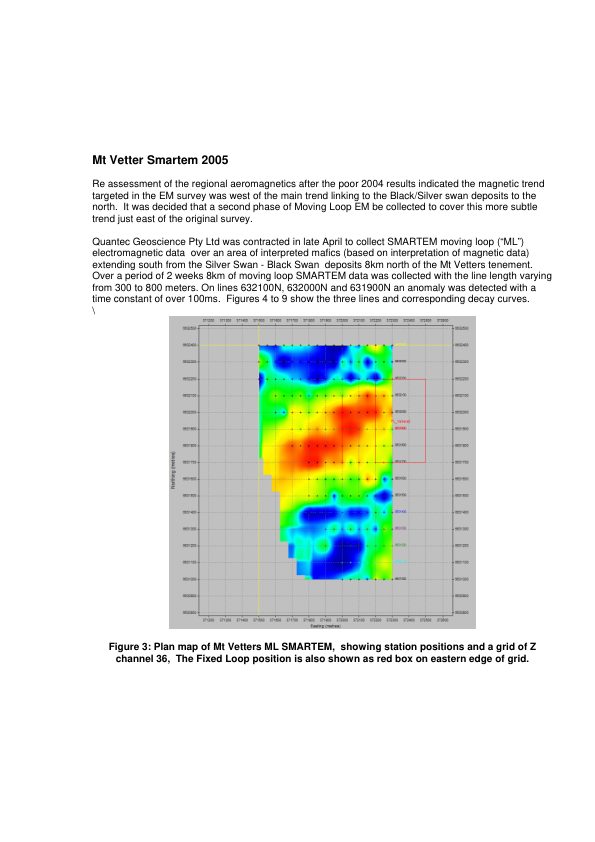 Mt Vetter Smartem 2005
Re assessment of the regional aeromagnetics after the poor 2004 results indicated the magnetic trend
targeted in the EM survey was west of the main trend linking to the Black/Silver swan deposits to the
north.  It was decided that a second phase of Moving Loop EM be collected to cover this more subtle
trend just east of the original survey.
Quantec Geoscience Pty Ltd was contracted in late April to collect SMARTEM moving loop (“ML”)
electromagnetic data  over an area of interpreted mafics (based on interpretation of magnetic data)
extending south from the Silver Swan - Black Swan  deposits 8km north of the Mt Vetters tenement.
Over a period of 2 weeks 8km of moving loop SMARTEM data was collected with the line length varying
from 300 to 800 meters. On lines 632100N, 632000N and 631900N an anomaly was detected with a
time constant of over 100ms.  Figures 4 to 9 show the three lines and corresponding decay curves.
\
Northing (metres)
Easting (metres)
Figure 3: Plan map of Mt Vetters ML SMARTEM,  showing station positions and a grid of Z
channel 36,  The Fixed Loop position is also shown as red box on eastern edge of grid.